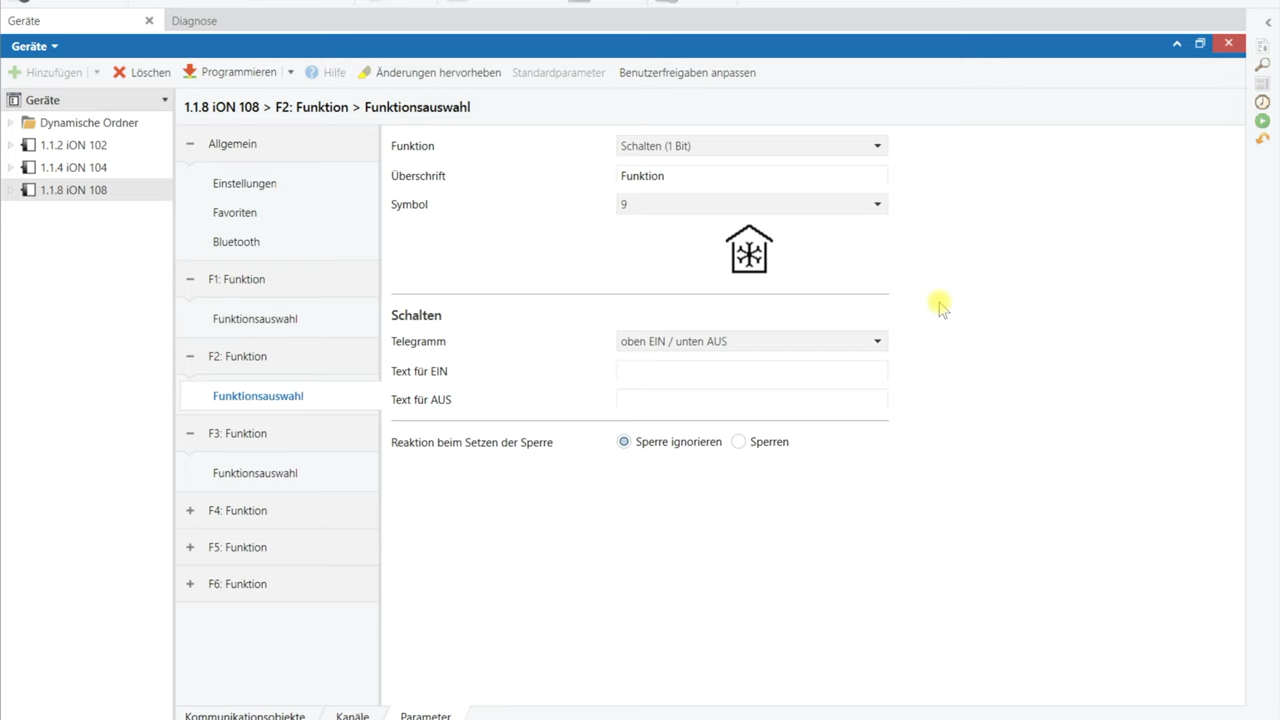 Geräte
Diagnose
Geräte
Hinzufügen
Löschen
Programmieren
Hilfe
Änderungen hervorheben
Standardparameter
Benutzerfreigaben anpassen
Geräte
Dynamische Ordner
1.1.2 iON 102
1.1.4 iON 104
1.1.8 iON 108
1.1.8 iON 108 > F2: Funktion > Funktionsauswahl
Allgemein
Einstellungen
Favoriten
Bluetooth
F1: Funktion
Funktionsauswahl
F2: Funktion
Funktionsauswahl
F3: Funktion
Funktionsauswahl
F4: Funktion
F5: Funktion
F6: Funktion
Funktion
Schalten (1 Bit)
Überschrift
Funktion
Symbol
9
Schalten
Telegramm
oben EIN / unten AUS
Text für EIN
Text für AUS
Reaktion beim Setzen der Sperre
Sperre ignorieren
Sperren
Kommunikationsobjekte
Kanäle
Parameter